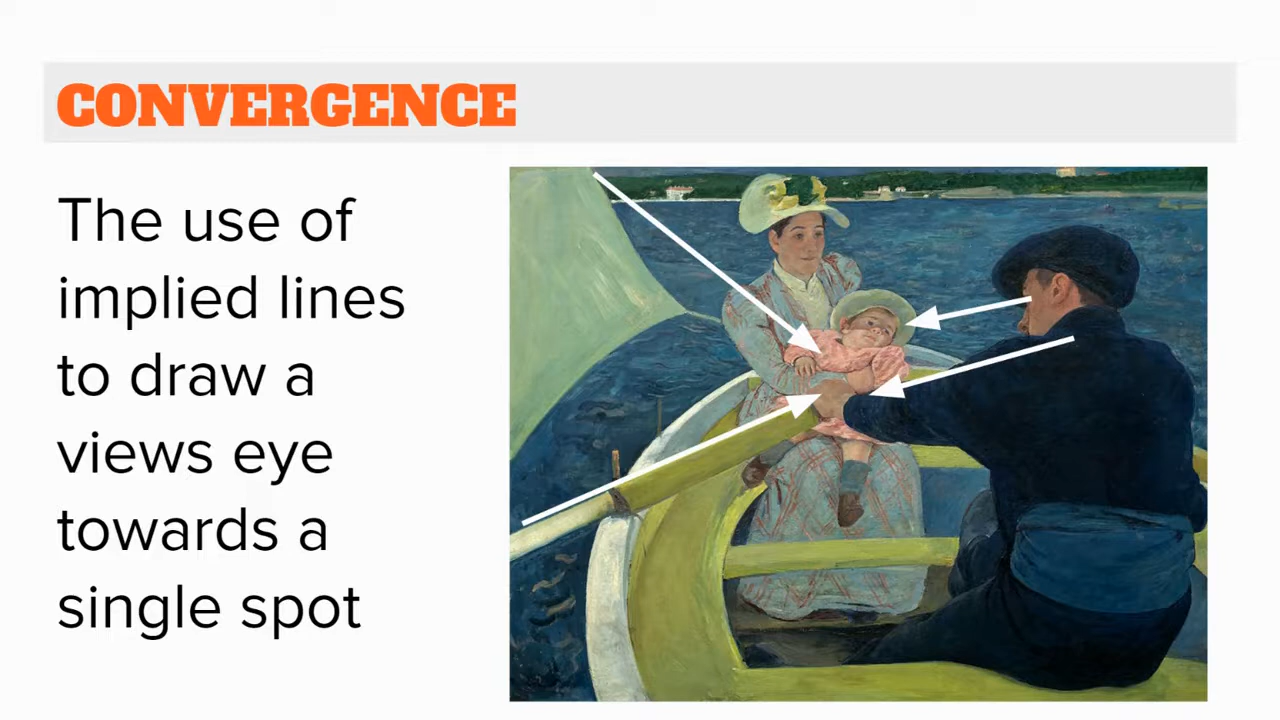 CONVERGENCE
The use of
implied lines
to draw a
views eye
towards a
single spot